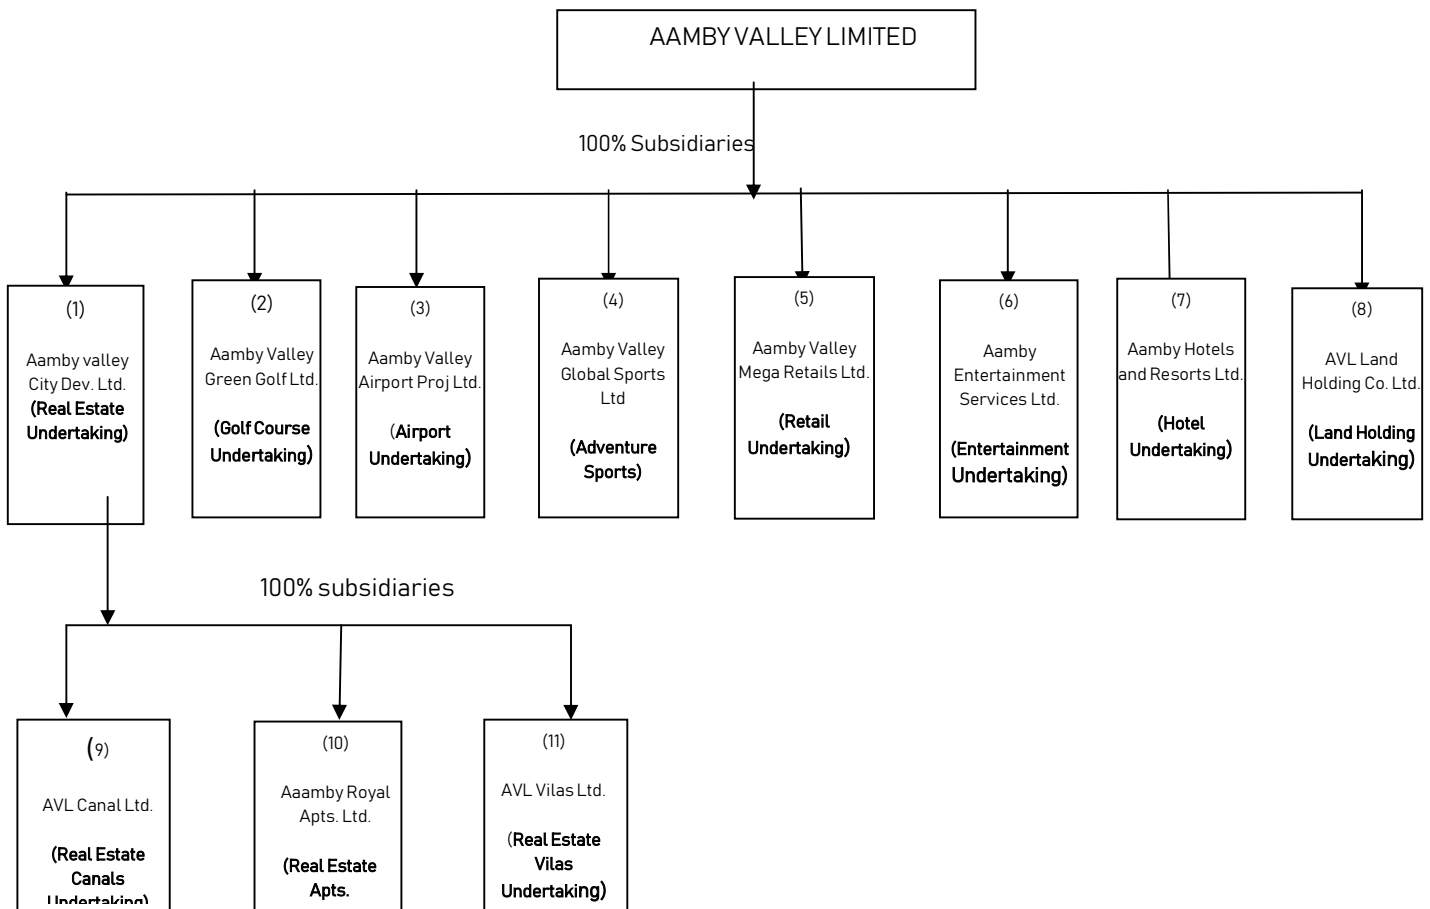 AAMBY VALLEY LIMITED
100% Subsidiaries
(1)
Aamby valley
City Dev. Ltd.
(Real Estate
Undertaking)
(2)
Aamby Valley
Green Golf Ltd.
(Golf Course
Undertaking)
(3)
Aamby Valley
Airport Proj Ltd.
(Airport
Undertaking)
(4)
Aamby Valley
Global Sports
Ltd
(Adventure
Sports)
(5)
Aamby Valley
Mega Retails Ltd.
(Retail
Undertaking)
(6)
Aamby
Entertainment
Services Ltd.
(Entertainment
Undertaking)
(7)
Aamby Hotels
and Resorts Ltd.
(Hotel
Undertaking)
(8)
AVL Land
Holding Co. Ltd.
(Land Holding
Undertaking)
100% subsidiaries
(9)
AVL Canal Ltd.
(Real Estate
Canals
Undertaking)
(10)
Aaamby Royal
Apts. Ltd.
(Real Estate
Apts.
(11)
AVL Vilas Ltd.
(Real Estate
Vilas
Undertaking)